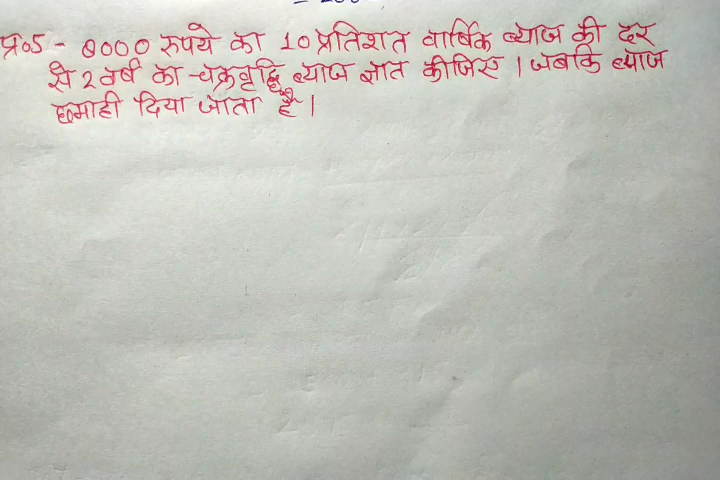 प्र०5 - 8000 रुपये का 10 प्रतिशत वार्षिक ब्याज की दर
से 2 वर्ष का चक्रवृद्धि ब्याज ज्ञात कीजिए । जबकि ब्याज
छमाही दिया जाता है ।